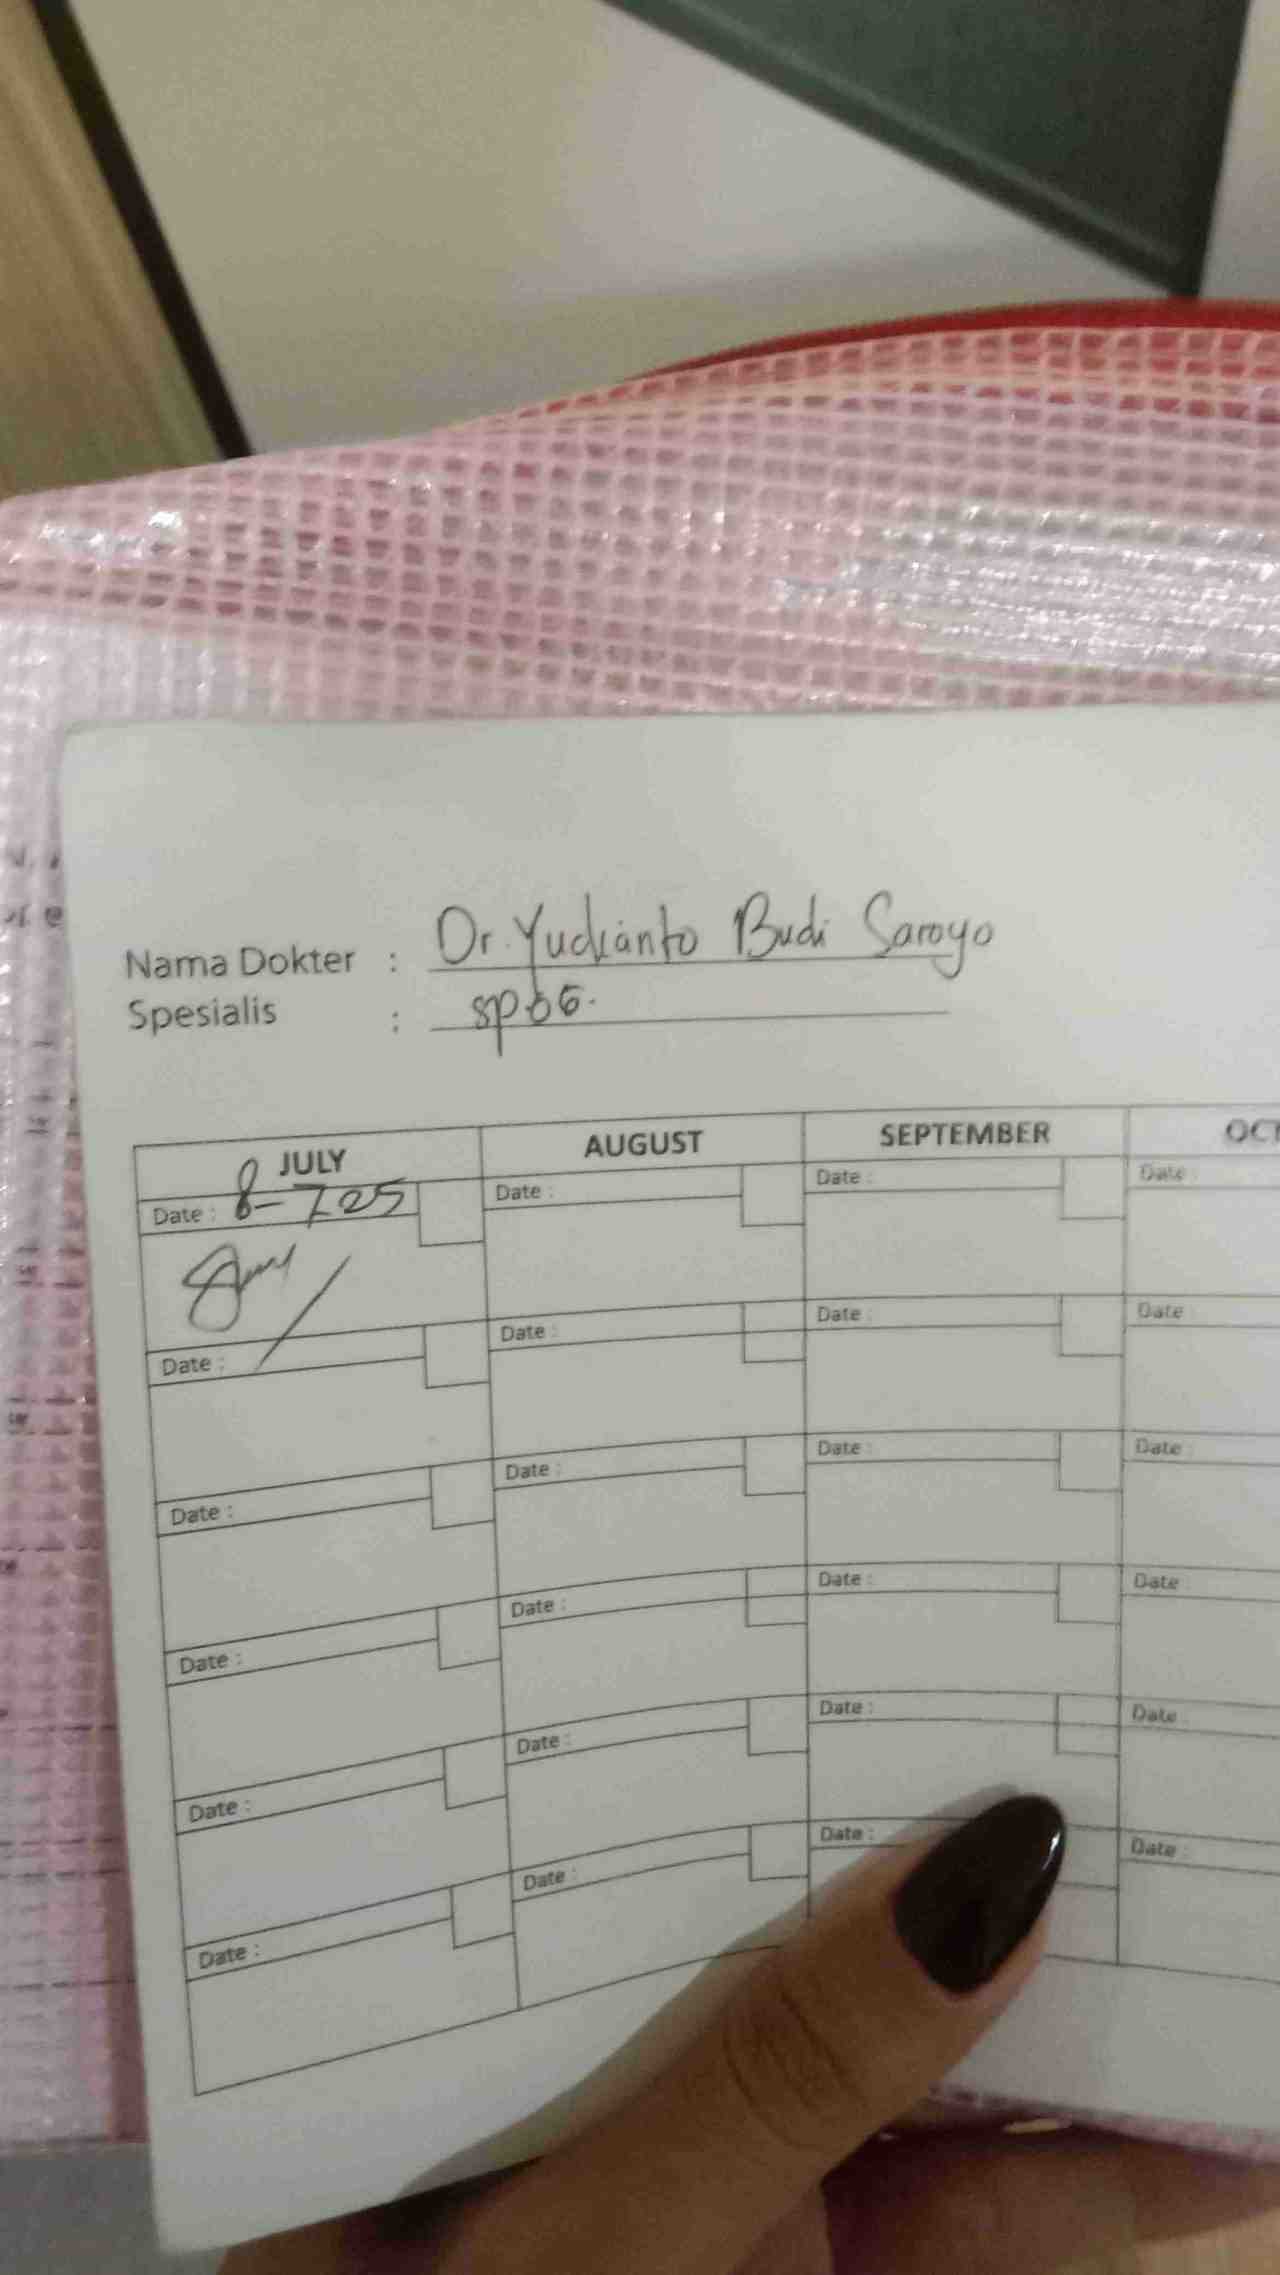 Nama Dokter : Dr. Yudianto Budi Saroyo
Spesialis : SpOG.
JULY AUGUST SEPTEMBER OCT
Date : 8-7-25 Date : Date : Date :
Date : Date : Date : Date :
Date : Date : Date : Date :
Date : Date : Date : Date :
Date : Date : Date : Date :
Date : Date : Date : Date :